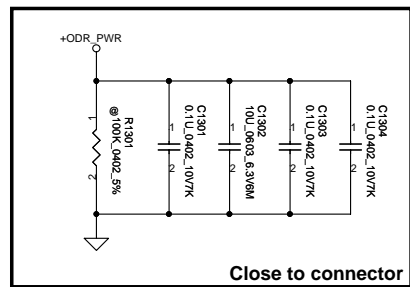 +ODR_PWR
1
2
R1301
@100K_0402_5%
1
2
C1301
0.1U_0402_10V7K
1
2
C1302
10U_0603_6.3V6M
1
2
C1303
0.1U_0402_10V7K
1
2
C1304
0.1U_0402_10V7K
Close to connector